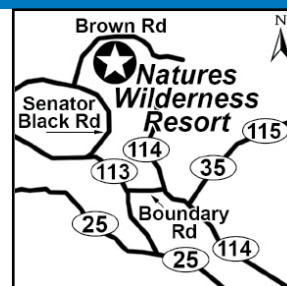 Brown Rd
N
Natures
Wilderness
Resort
Senator
Black Rd
115
114
113
35
Boundary
Rd
25
25
114